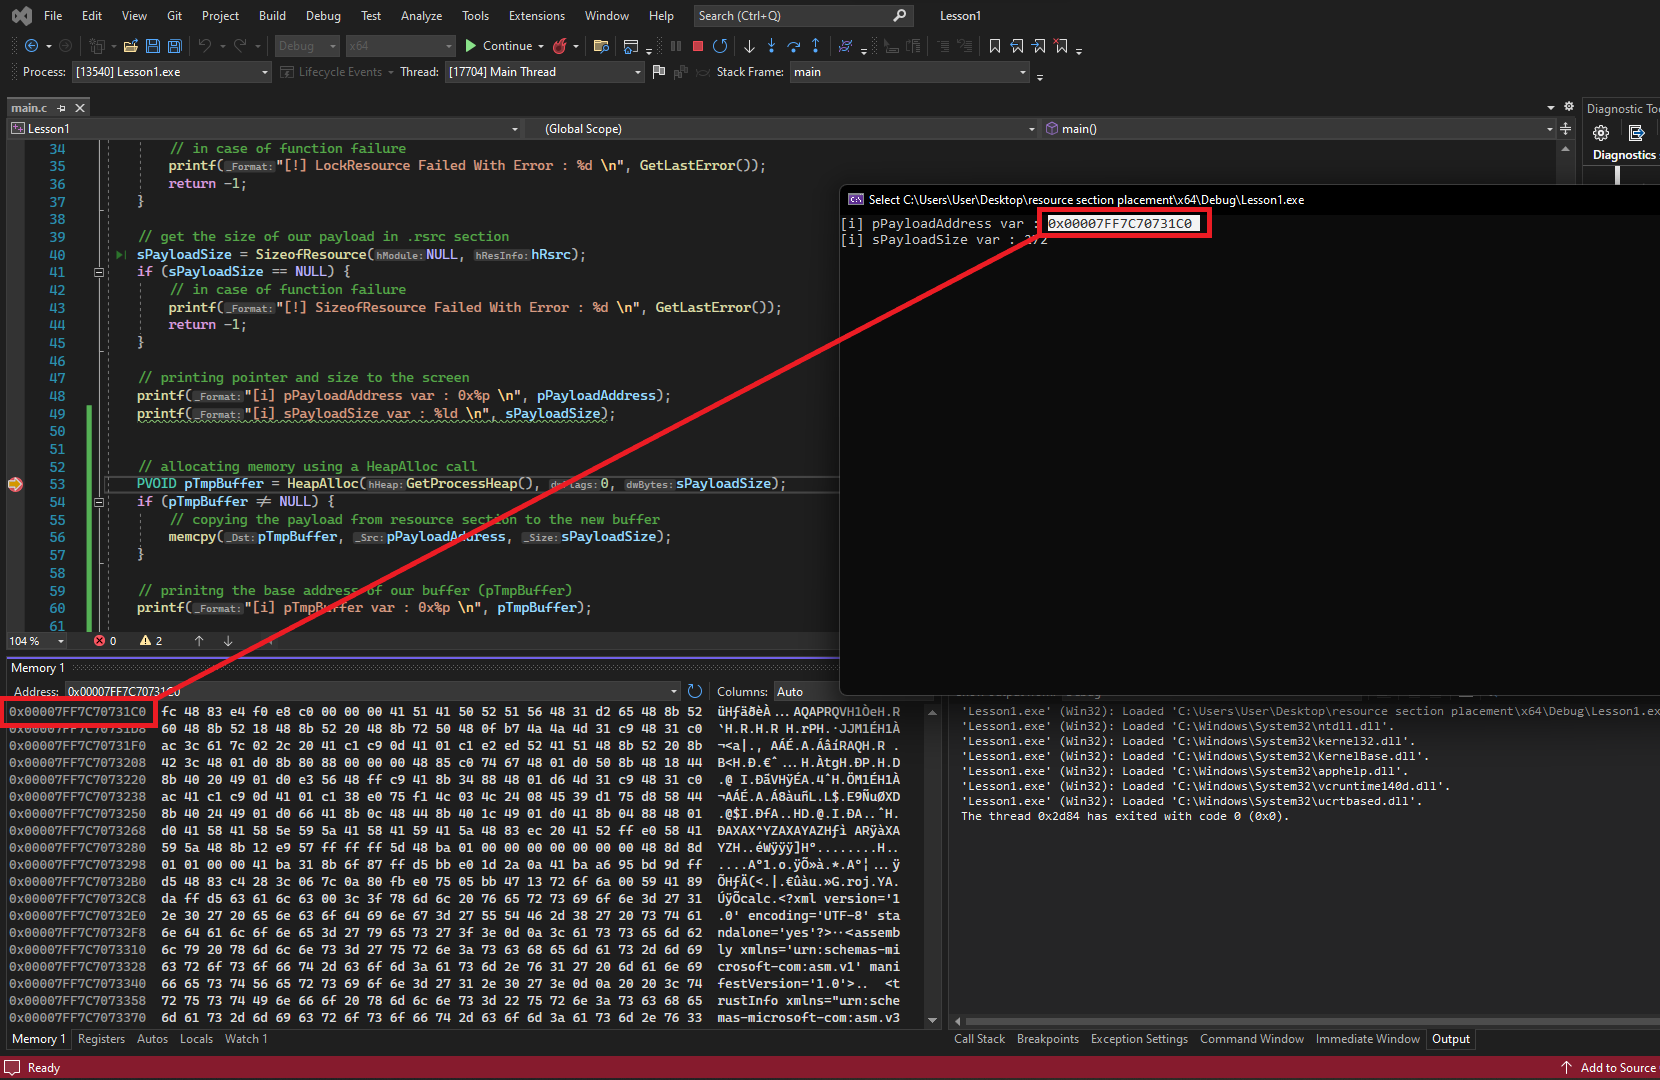 File Edit View Git Project Build Debug Test Analyze Tools Extensions Window Help Search (Ctrl+Q) Lesson1
Debug x64 Continue
Process: [13540] Lesson1.exe Lifecycle Events Thread: [17704] Main Thread Stack Frame: main
main.c
Diagnostic Too
Lesson1 (Global Scope) main()
Diagnostics
34 // in case of function failure
35 printf(_Format:"[!] LockResource Failed With Error : %d \n", GetLastError());
36 return -1;
37 }
38
39 // get the size of our payload in .rsrc section
40 sPayloadSize = SizeofResource(hModule:NULL, hResInfo:hRsrc);
41 if (sPayloadSize == NULL) {
42 // in case of function failure
43 printf(_Format:"[!] SizeofResource Failed With Error : %d \n", GetLastError());
44 return -1;
45 }
46
47 // printing pointer and size to the screen
48 printf(_Format:"[i] pPayloadAddress var : 0x%p \n", pPayloadAddress);
49 printf(_Format:"[i] sPayloadSize var : %ld \n", sPayloadSize);
50
51
52 // allocating memory using a HeapAlloc call
53 PVOID pTmpBuffer = HeapAlloc(hHeap:GetProcessHeap(), dwFlags:0, dwBytes:sPayloadSize);
54 if (pTmpBuffer ≠ NULL) {
55 // copying the payload from resource section to the new buffer
56 memcpy(_Dst:pTmpBuffer, _Src:pPayloadAddress, _Size:sPayloadSize);
57 }
58
59 // prinitng the base address of our buffer (pTmpBuffer)
60 printf(_Format:"[i] pTmpBuffer var : 0x%p \n", pTmpBuffer);
61
104 % 0 2
Select C:\Users\User\Desktop\resource section placement\x64\Debug\Lesson1.exe
[i] pPayloadAddress var : 0x00007FF7C70731C0
[i] sPayloadSize var : 272
Memory 1
Address: 0x00007FF7C70731C0 Columns: Auto
0x00007FF7C70731C0 fc 48 83 e4 f0 e8 c0 00 00 00 41 51 41 50 52 51 56 48 31 d2 65 48 8b 52 üHƒäðèÀ...AQAPRQVH1ÒeH.R
0x00007FF7C70731D8 60 48 8b 52 18 48 8b 52 20 48 8b 72 50 48 0f b7 4a 4a 4d 31 c9 48 31 c0 `H.R.H.R H.rPH.·JJM1ÉH1À
0x00007FF7C70731F0 ac 3c 61 7c 02 2c 20 41 c1 c9 0d 41 01 c1 e2 ed 52 41 51 48 8b 52 20 8b ¬<a|., AÁÉ.A.ÁâíRAQH.R .
0x00007FF7C7073208 42 3c 48 01 d0 8b 80 88 00 00 00 48 85 c0 74 67 48 01 d0 50 8b 48 18 44 B<H.Ð.€ˆ...H.ÀtgH.ÐP.H.D
0x00007FF7C7073220 8b 40 20 49 01 d0 e3 56 48 ff c9 41 8b 34 88 48 01 d6 4d 31 c9 48 31 c0 .@ I.ÐãVHÿÉA.4ˆH.ÖM1ÉH1À
0x00007FF7C7073238 ac 41 c1 c9 0d 41 01 c1 38 e0 75 f1 4c 03 4c 24 08 45 39 d1 75 d8 58 44 ¬AÁÉ.A.Á8àuñL.L$.E9ÑuØXD
0x00007FF7C7073250 8b 40 24 49 01 d0 66 41 8b 0c 48 44 8b 40 1c 49 01 d0 41 8b 04 88 48 01 .@$I.ÐfA..HD.@.I.ÐA..ˆH.
0x00007FF7C7073268 d0 41 58 41 58 5e 59 5a 41 58 41 59 41 5a 48 83 ec 20 41 52 ff e0 58 41 ÐAXAX^YZAXAYAZHƒì ARÿàXA
0x00007FF7C7073280 59 5a 48 8b 12 e9 57 ff ff ff 5d 48 ba 01 00 00 00 00 00 00 00 48 8d 8d YZH..éWÿÿÿ]Hº........H..
0x00007FF7C7073298 01 01 00 00 41 ba 31 8b 6f 87 ff d5 bb e0 1d 2a 0a 41 ba a6 95 bd 9d ff ....Aº1.o.ÿÕ»à.*.Aº¦...ÿ
0x00007FF7C70732B0 d5 48 83 c4 28 3c 06 7c 0a 80 fb e0 75 05 bb 47 13 72 6f 6a 00 59 41 89 ÕHƒÄ(<.|.€ûàu.»G.roj.YA.
0x00007FF7C70732C8 da ff d5 63 61 6c 63 00 3c 3f 78 6d 6c 20 76 65 72 73 69 6f 6e 3d 27 31 ÚÿÕcalc.<?xml version='1
0x00007FF7C70732E0 2e 30 27 20 65 6e 63 6f 64 69 6e 67 3d 27 55 54 46 2d 38 27 20 73 74 61 .0' encoding='UTF-8' sta
0x00007FF7C70732F8 6e 64 61 6c 6f 6e 65 3d 27 79 65 73 27 3f 3e 0d 0a 3c 61 73 73 65 6d 62 ndalone='yes'?>..<assemb
0x00007FF7C7073310 6c 79 20 78 6d 6c 6e 73 3d 27 75 72 6e 3a 73 63 68 65 6d 61 73 2d 6d 69 ly xmlns='urn:schemas-mi
0x00007FF7C7073328 63 72 6f 73 6f 66 74 2d 63 6f 6d 3a 61 73 6d 2e 76 31 27 20 6d 61 6e 69 crosoft-com:asm.v1' mani
0x00007FF7C7073340 66 65 73 74 56 65 72 73 69 6f 6e 3d 27 31 2e 30 27 3e 0d 0a 20 20 3c 74 festVersion='1.0'>.. <t
0x00007FF7C7073358 72 75 73 74 49 6e 66 6f 20 78 6d 6c 6e 73 3d 22 75 72 6e 3a 73 63 68 65 rustInfo xmlns="urn:sche
0x00007FF7C7073370 6d 61 73 2d 6d 69 63 72 6f 73 6f 66 74 2d 63 6f 6d 3a 61 73 6d 2e 76 33 mas-microsoft-com:asm.v3
'Lesson1.exe' (Win32): Loaded 'C:\Users\User\Desktop\resource section placement\x64\Debug\Lesson1.ex
'Lesson1.exe' (Win32): Loaded 'C:\Windows\System32\ntdll.dll'.
'Lesson1.exe' (Win32): Loaded 'C:\Windows\System32\kernel32.dll'.
'Lesson1.exe' (Win32): Loaded 'C:\Windows\System32\KernelBase.dll'.
'Lesson1.exe' (Win32): Loaded 'C:\Windows\System32\apphelp.dll'.
'Lesson1.exe' (Win32): Loaded 'C:\Windows\System32\vcruntime140d.dll'.
'Lesson1.exe' (Win32): Loaded 'C:\Windows\System32\ucrtbased.dll'.
The thread 0x2d84 has exited with code 0 (0x0).
Memory 1 Registers Autos Locals Watch 1
Call Stack Breakpoints Exception Settings Command Window Immediate Window Output
Ready Add to Source